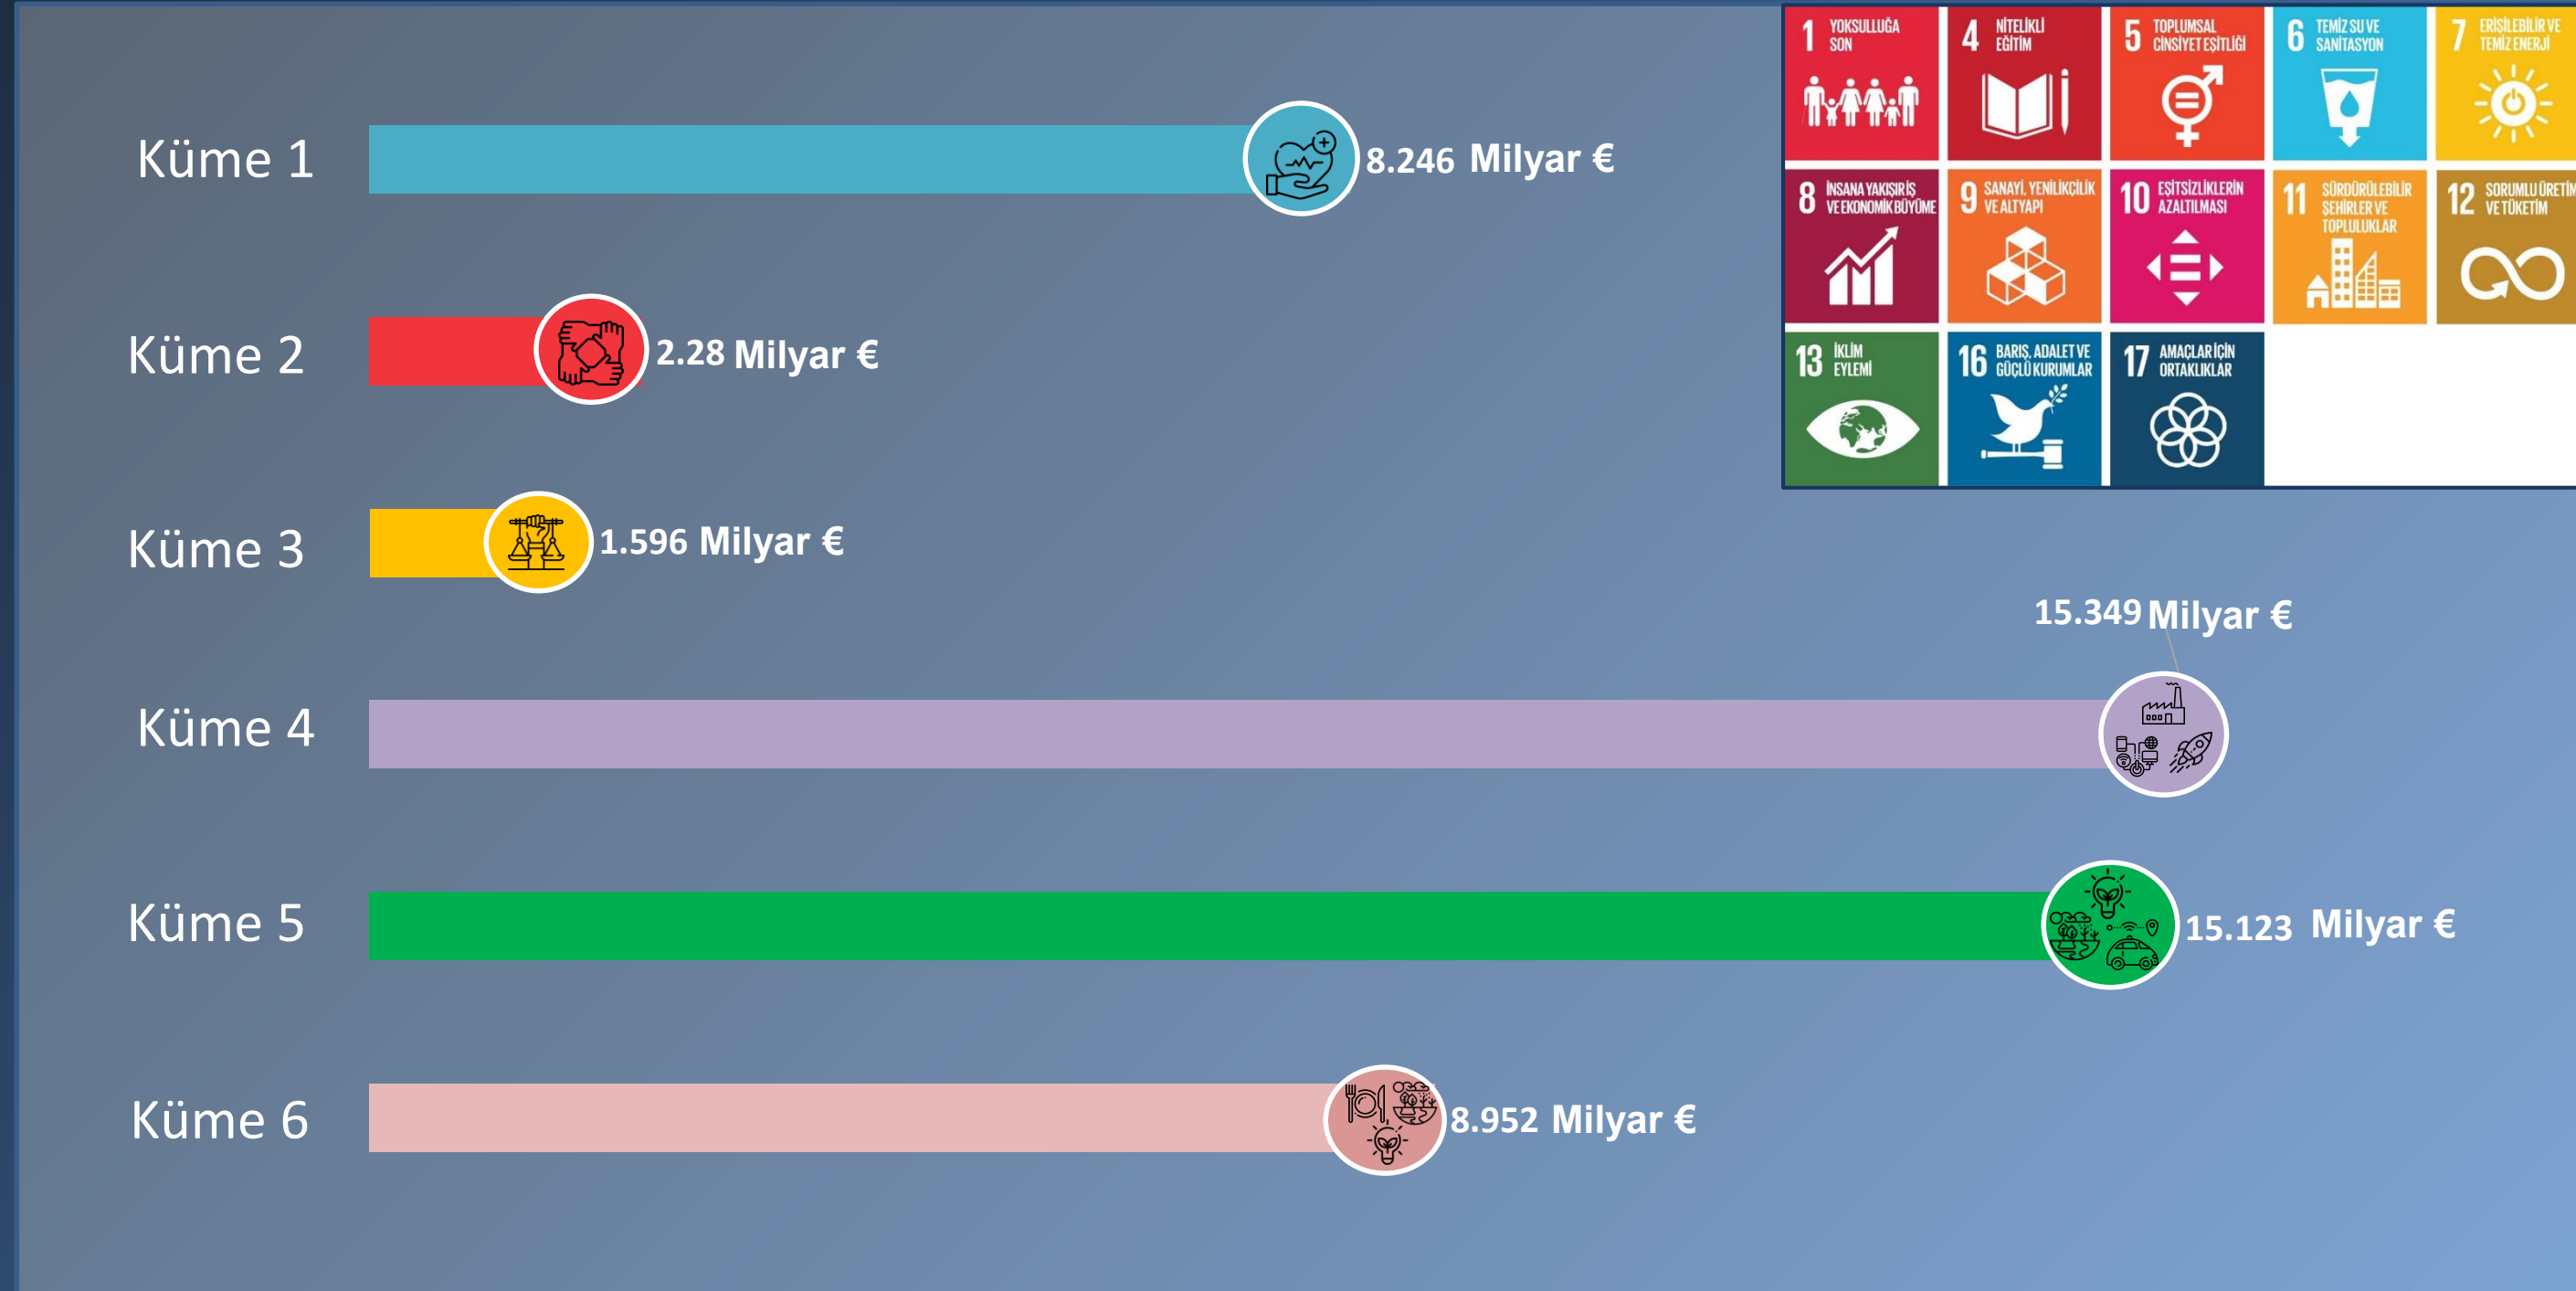 Küme 1
8.246 Milyar €
Küme 2
2.28 Milyar €
Küme 3
1.596 Milyar €
Küme 4
15.349 Milyar €
Küme 5
15.123 Milyar €
Küme 6
8.952 Milyar €
1 YOKSULLUĞA
SON
4 NİTELİKLİ
EĞİTİM
5 TOPLUMSAL
CİNSİYET EŞİTLİĞİ
6 TEMİZ SU VE
SANİTASYON
7 ERİŞİLEBİLİR VE
TEMİZ ENERJİ
8 İNSANA YAKIŞIR İŞ
VE EKONOMİK BÜYÜME
9 SANAYİ, YENİLİKÇİLİK
VE ALTYAPI
10 EŞİTSİZLİKLERİN
AZALTILMASI
11 SÜRDÜRÜLEBİLİR
ŞEHİRLER VE
TOPLULUKLAR
12 SORUMLU ÜRETİM
VE TÜKETİM
13 İKLİM
EYLEMİ
16 BARIŞ, ADALET VE
GÜÇLÜ KURUMLAR
17 AMAÇLAR İÇİN
ORTAKLIKLAR